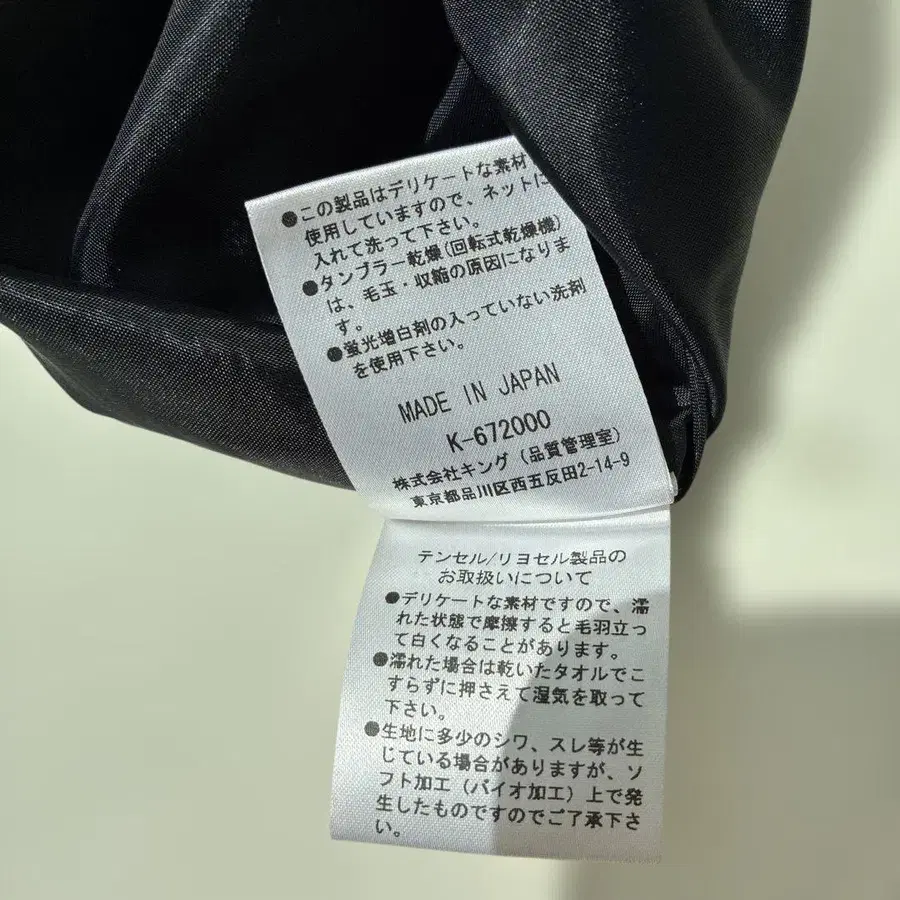 ●この製品はデリケートな素材
使用していますので、ネットに
入れて洗って下さい。
●タンブラー乾燥(回転式乾燥機)
は、毛玉・収縮の原因になりま
す。
●蛍光増白剤の入っていない洗剤
を使用下さい。
MADE IN JAPAN
K-672000
株式会社キング(品質管理室)
東京都品川区西五反田2-14-9
テンセル/リヨセル製品の
お取扱いについて
●デリケートな素材ですので、濡
れた状態で摩擦すると毛羽立っ
て白くなることがあります。
●濡れた場合は乾いたタオルでこ
すらずに押さえて湿気を取って
下さい。
●生地に多少のシワ、スレ等が生
じている場合がありますが、ソ
フト加工(バイオ加工)上で発
生したものですのでご了承下さ
い。